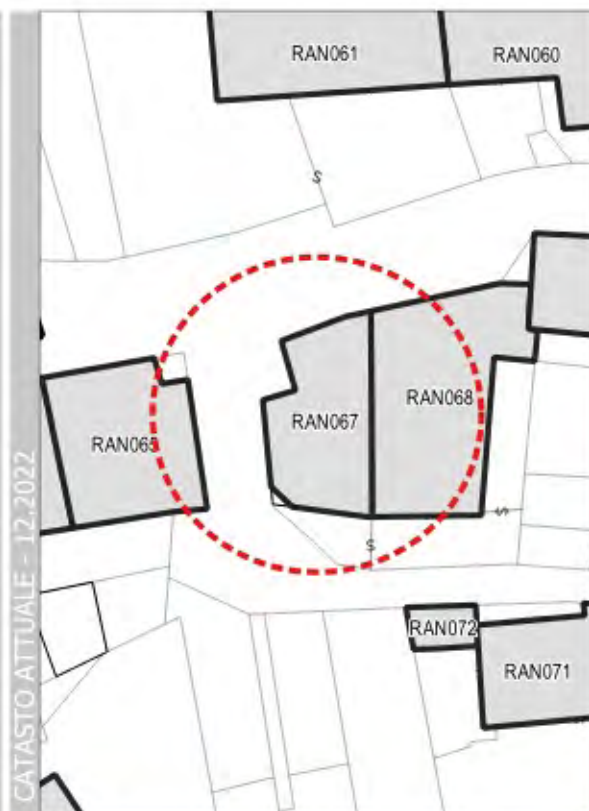 RAN061
RAN060
S
RAN068
RAN067
RAN065
S
S
RAN072
RAN071
CATASTO ATTUALE - 12.2022